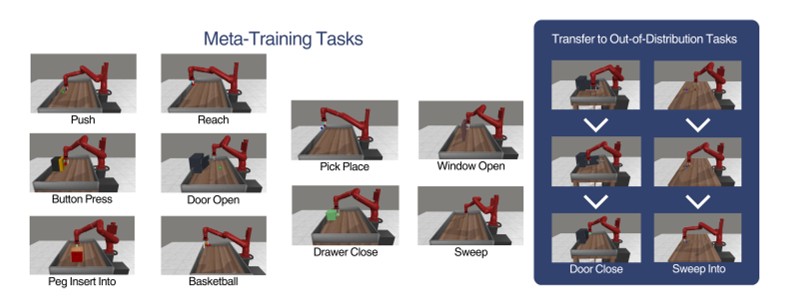 Meta-Training Tasks
Push
Reach
Button Press
Door Open
Peg Insert Into
Basketball
Pick Place
Window Open
Drawer Close
Sweep
Transfer to Out-of-Distribution Tasks
Door Close
Sweep Into